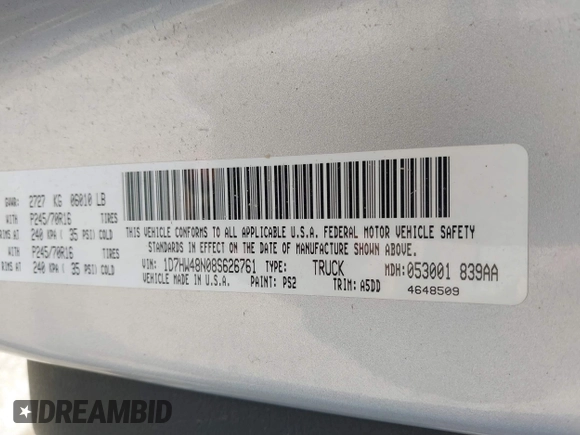 GVWR: 2727 KG 06010 LB
WITH P245/70R16 TIRES
RIMS AT 240 KPA ( 35 PSI) COLD
WITH P245/70R16 TIRES
RIMS AT 240 KPA ( 35 PSI) COLD
THIS VEHICLE CONFORMS TO ALL APPLICABLE U.S.A. FEDERAL MOTOR VEHICLE SAFETY
STANDARDS IN EFFECT ON THE DATE OF MANUFACTURE SHOWN ABOVE.
VIN: 1D7HW48N08S626761 TYPE: TRUCK MDH: 053001 839AA
VEHICLE MADE IN U.S.A. PAINT: PS2 TRIM: A5DD 4648509
DREAMBID